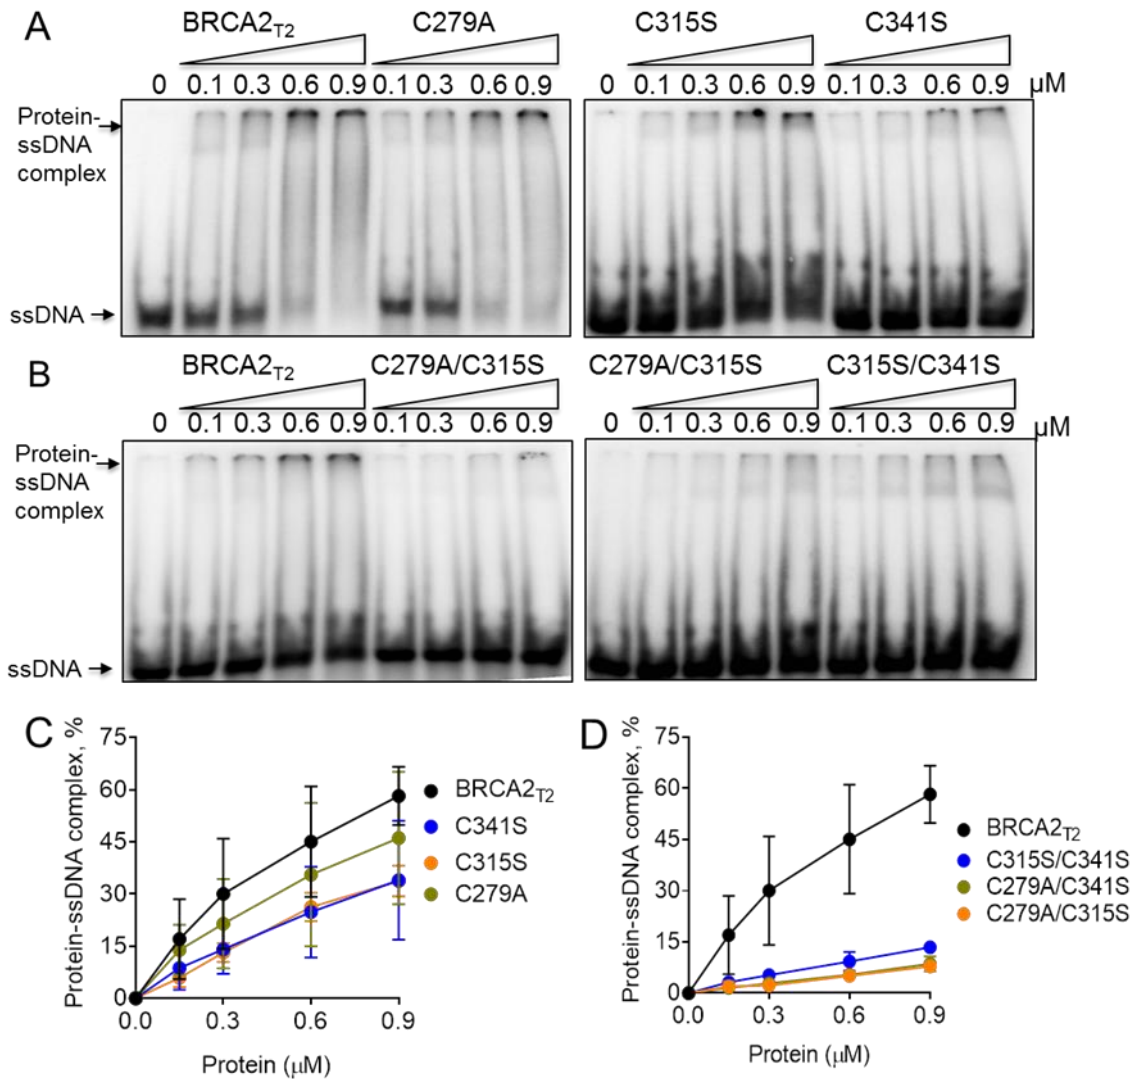 A
BRCA2T2 C279A C315S C341S
0 0.1 0.3 0.6 0.9 0.1 0.3 0.6 0.9 0 0.1 0.3 0.6 0.9 0.1 0.3 0.6 0.9 μM
Protein-
ssDNA
complex
ssDNA
B
BRCA2T2 C279A/C315S C279A/C315S C315S/C341S
0 0.1 0.3 0.6 0.9 0.1 0.3 0.6 0.9 0 0.1 0.3 0.6 0.9 0.1 0.3 0.6 0.9 μM
Protein-
ssDNA
complex
ssDNA
C
Protein-ssDNA complex, %
75
60
45
30
15
0
0.0 0.3 0.6 0.9
Protein (μM)
BRCA2T2
C341S
C315S
C279A
D
Protein-ssDNA complex, %
75
60
45
30
15
0
0.0 0.3 0.6 0.9
Protein (μM)
BRCA2T2
C315S/C341S
C279A/C341S
C279A/C315S